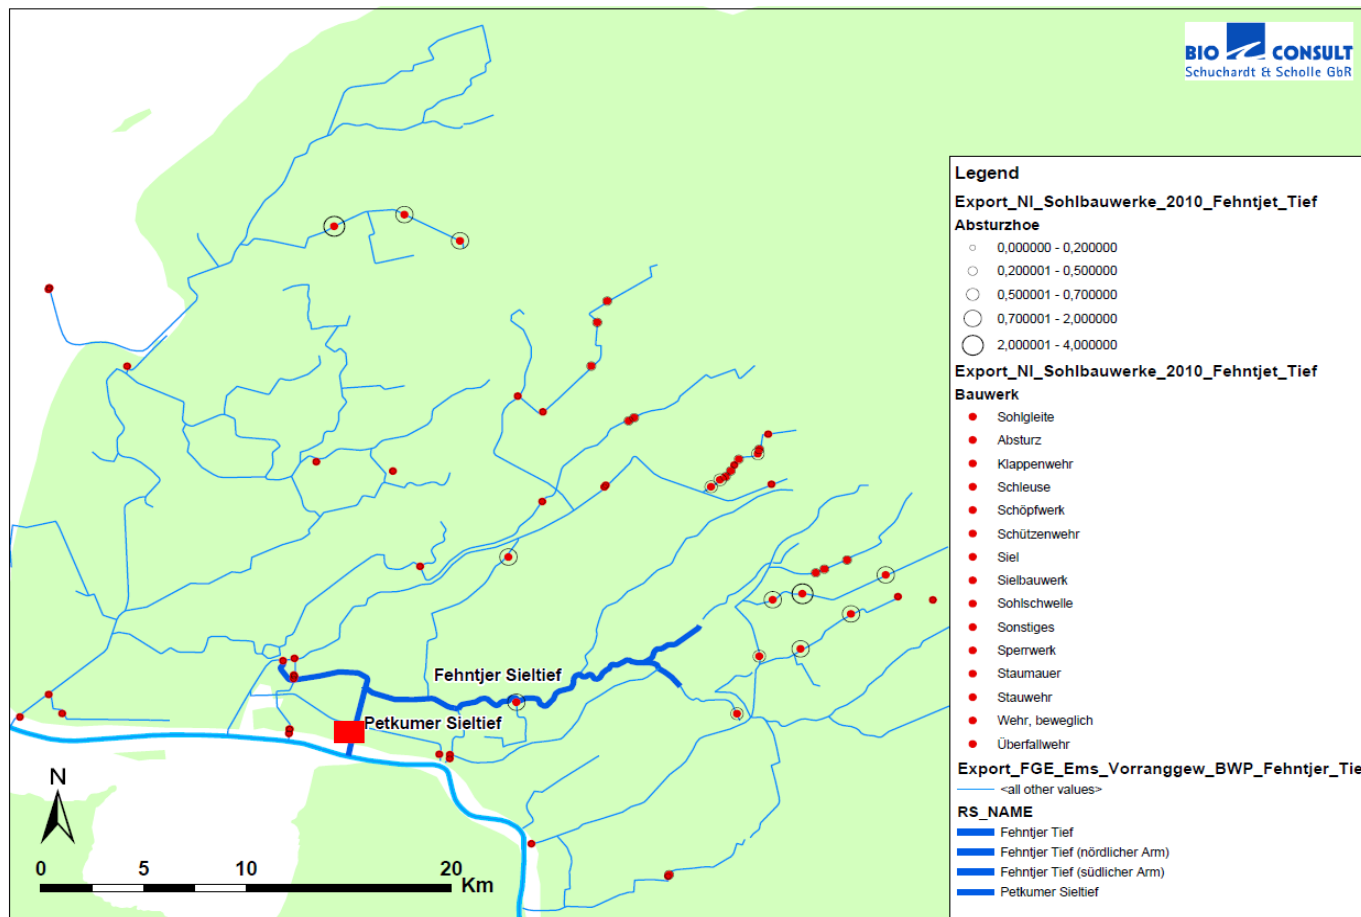 BIO CONSULT
Schuchardt & Scholle GbR
Legend
Export_NI_Sohlbauwerke_2010_Fehntjet_Tief
Absturzhoe
0,000000 - 0,200000
0,200001 - 0,500000
0,500001 - 0,700000
0,700001 - 2,000000
2,000001 - 4,000000
Export_NI_Sohlbauwerke_2010_Fehntjet_Tief
Bauwerk
Sohlgleite
Absturz
Klappenwehr
Schleuse
Schöpfwerk
Schützenwehr
Siel
Sielbauwerk
Sohlschwelle
Sonstiges
Sperrwerk
Staumauer
Stauwehr
Wehr, beweglich
Überfallwehr
Export_FGE_Ems_Vorranggew_BWP_Fehntjer_Tie
<all other values>
RS_NAME
Fehntjer Tief
Fehntjer Tief (nördlicher Arm)
Fehntjer Tief (südlicher Arm)
Petkumer Sieltief
Fehntjer Sieltief
Petkumer Sieltief
N
0 5 10 20
Km